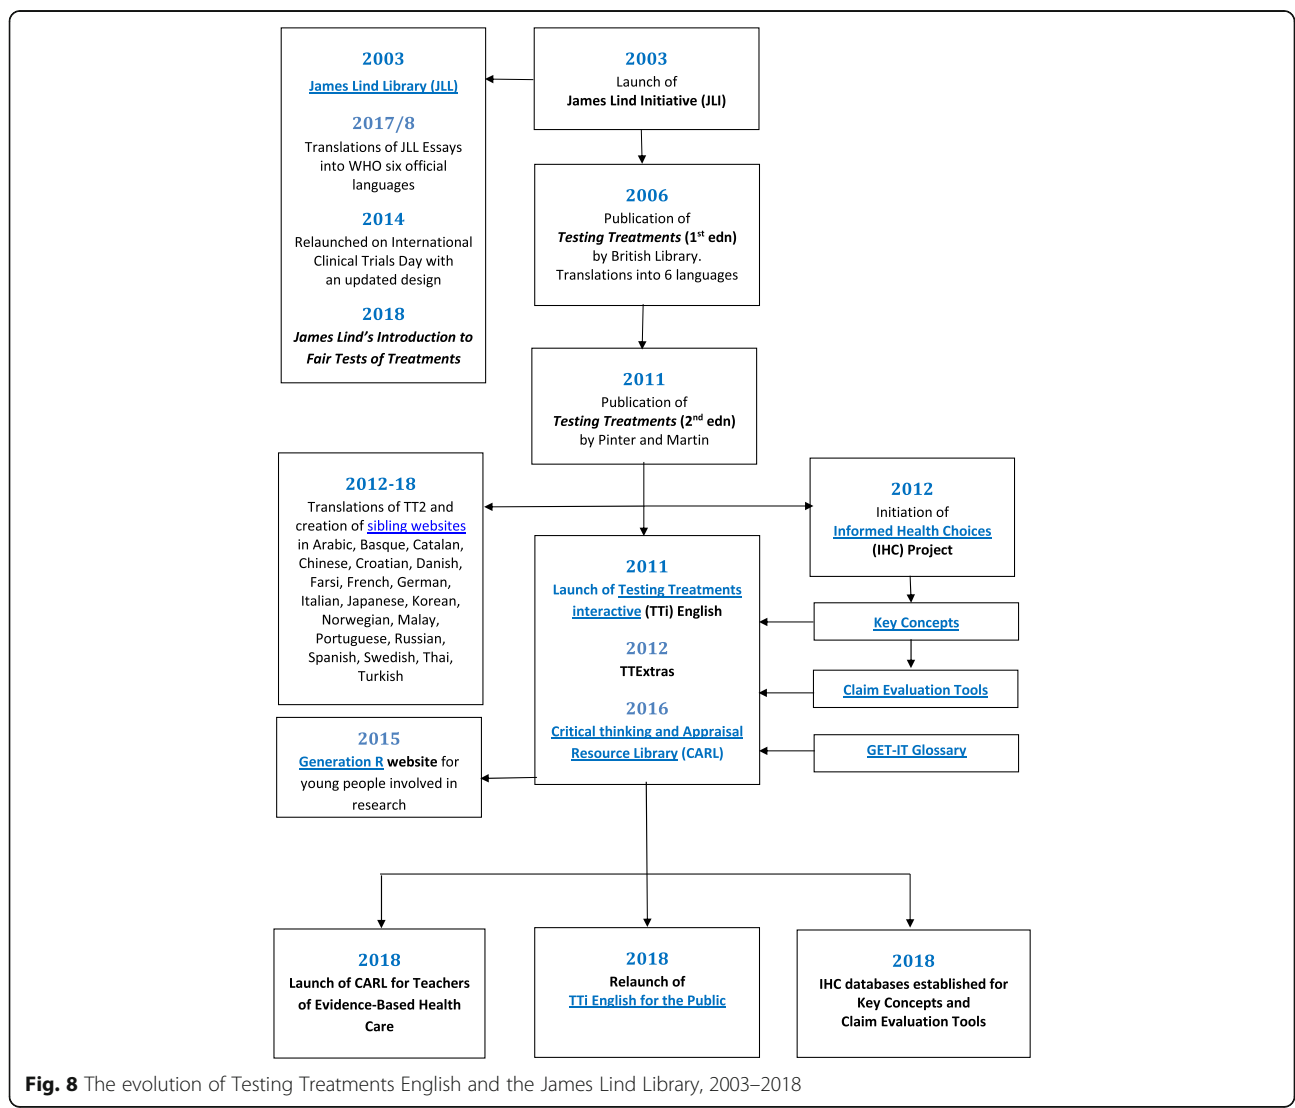 2003
James Lind Library (JLL)
2017/8
Translations of JLL Essays
into WHO six official
languages
2014
Relaunched on International
Clinical Trials Day with
an updated design
2018
James Lind’s Introduction to
Fair Tests of Treatments
2003
Launch of
James Lind Initiative (JLI)
2006
Publication of
Testing Treatments (1st edn)
by British Library.
Translations into 6 languages
2011
Publication of
Testing Treatments (2nd edn)
by Pinter and Martin
2012-18
Translations of TT2 and
creation of sibling websites
in Arabic, Basque, Catalan,
Chinese, Croatian, Danish,
Farsi, French, German,
Italian, Japanese, Korean,
Norwegian, Malay,
Portuguese, Russian,
Spanish, Swedish, Thai,
Turkish
2012
Initiation of
Informed Health Choices
(IHC) Project
2011
Launch of Testing Treatments
interactive (TTi) English
2012
TTExtras
2016
Critical thinking and Appraisal
Resource Library (CARL)
Key Concepts
Claim Evaluation Tools
GET-IT Glossary
2015
Generation R website for
young people involved in
research
2018
Launch of CARL for Teachers
of Evidence-Based Health
Care
2018
Relaunch of
TTi English for the Public
2018
IHC databases established for
Key Concepts and
Claim Evaluation Tools
Fig. 8 The evolution of Testing Treatments English and the James Lind Library, 2003–2018